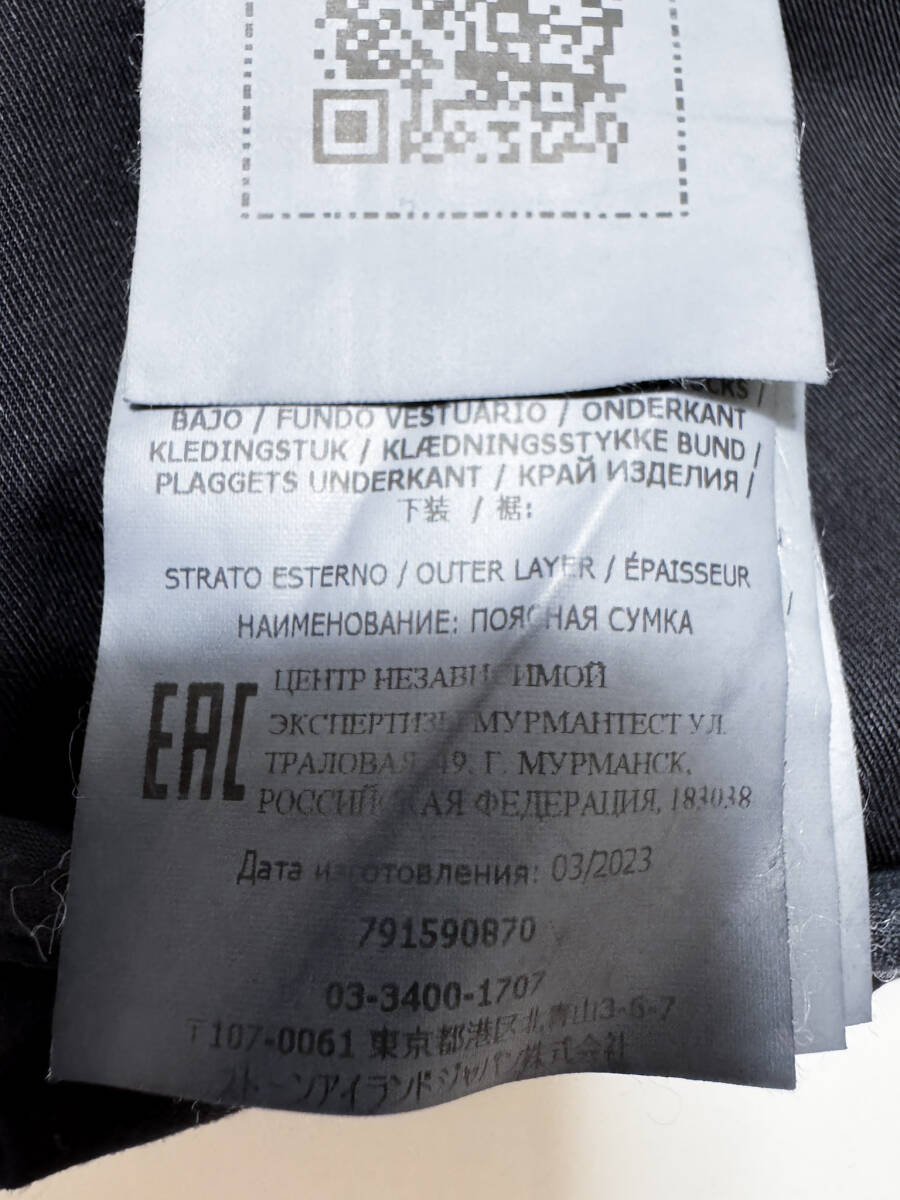 CKS /
BAJO / FUNDO VESTUÁRIO / ONDERKANT
KLEDINGSTUK / KLÆDNINGSSTYKKE BUND /
PLAGGETS UNDERKANT / КРАЙ ИЗДЕЛИЯ /
下装 / 裾:
STRATO ESTERNO / OUTER LAYER / ÉPAISSEUR
НАИМЕНОВАНИЕ: ПОЯСНАЯ СУМКА
EAC
ЦЕНТР НЕЗАВИСИМОЙ
ЭКСПЕРТИЗЫ МУРМАНТЕСТ УЛ.
ТРАЛОВАЯ 49, Г. МУРМАНСК,
РОССИЙСКАЯ ФЕДЕРАЦИЯ, 183038
Дата изготовления: 03/2023
791590870
03-3400-1707
〒107-0061 東京都港区北青山3-6-7
ストーンアイランドジャパン株式会社